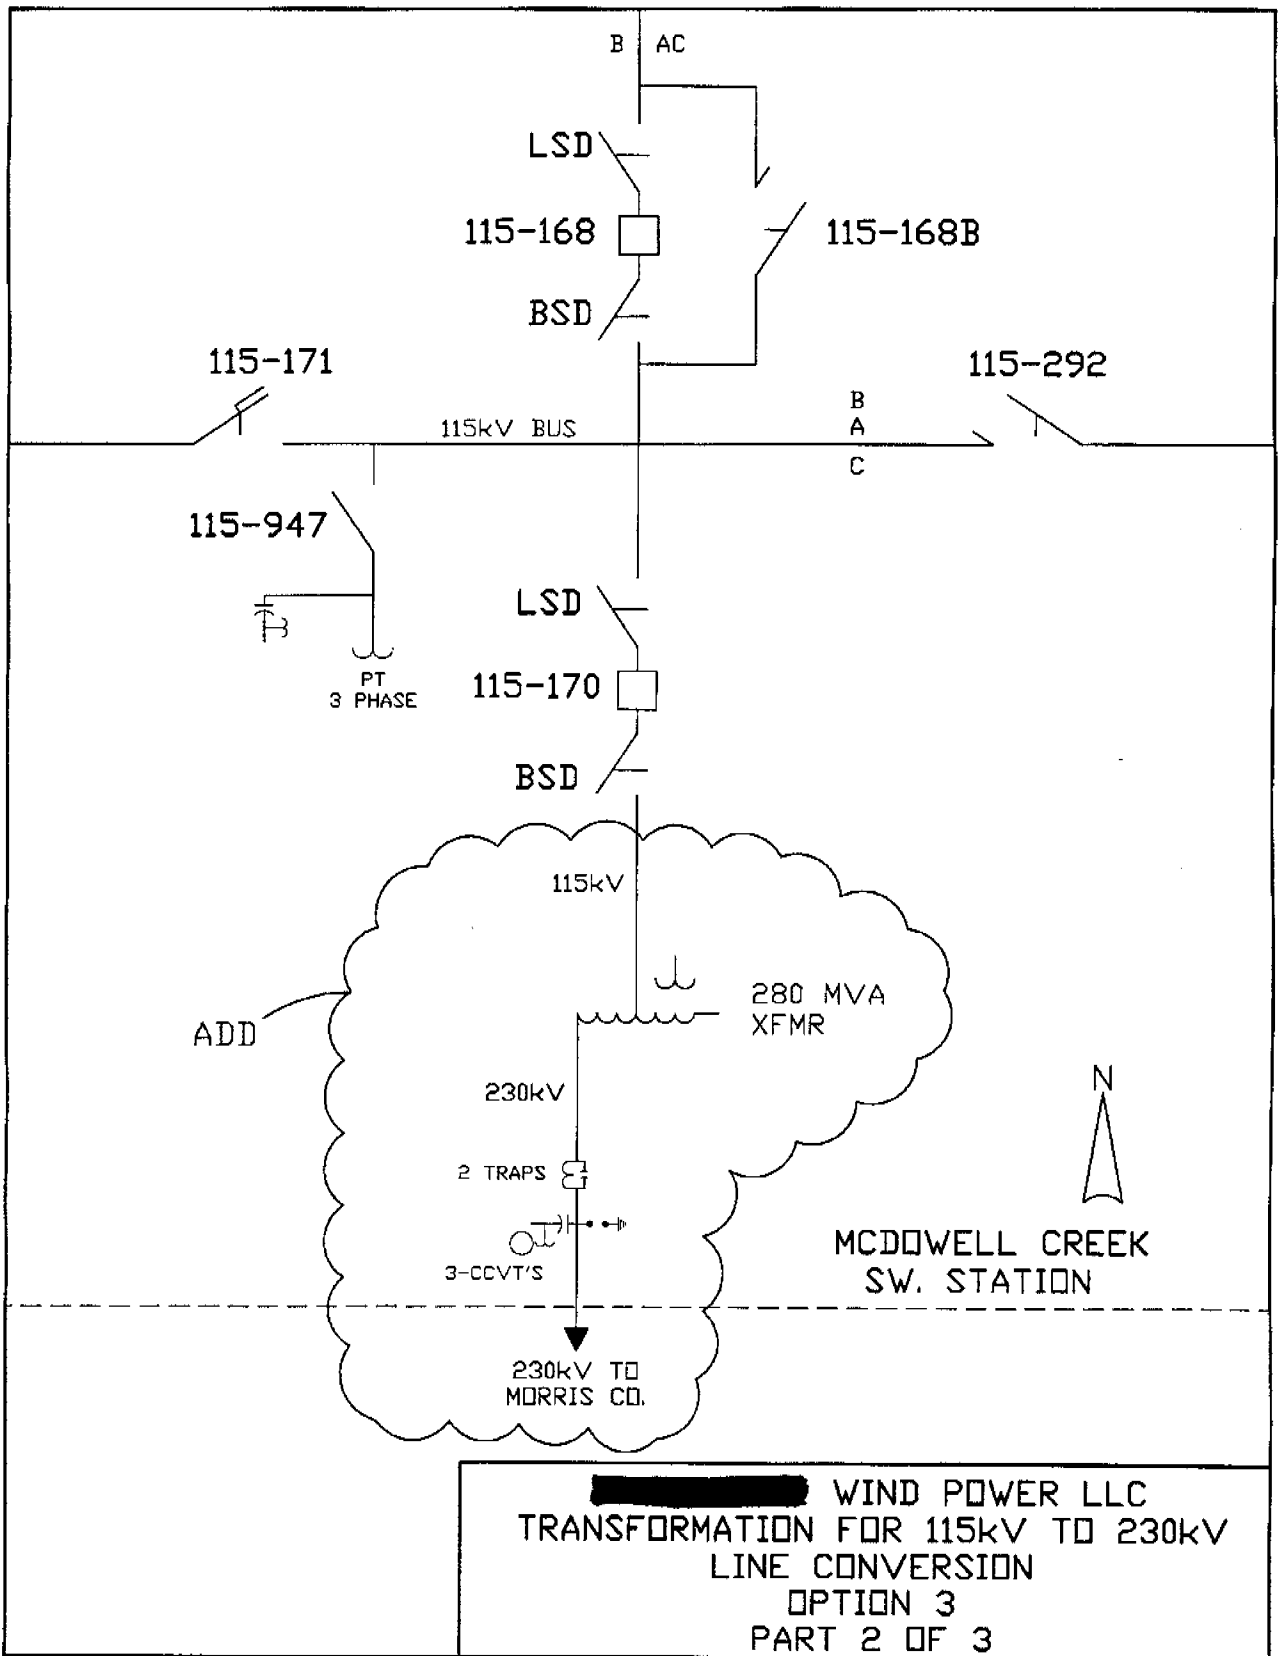 B AC
LSD
115-168
115-168B
BSD
115-171
115-292
115kV BUS
B
A
C
115-947
LSD
PT
3 PHASE
115-170
BSD
115kV
280 MVA
XFMR
ADD
230kV
N
2 TRAPS
3-CCVT'S
MCDOWELL CREEK
SW. STATION
230kV TO
MORRIS CO.
WIND POWER LLC
TRANSFORMATION FOR 115kV TO 230kV
LINE CONVERSION
OPTION 3
PART 2 OF 3